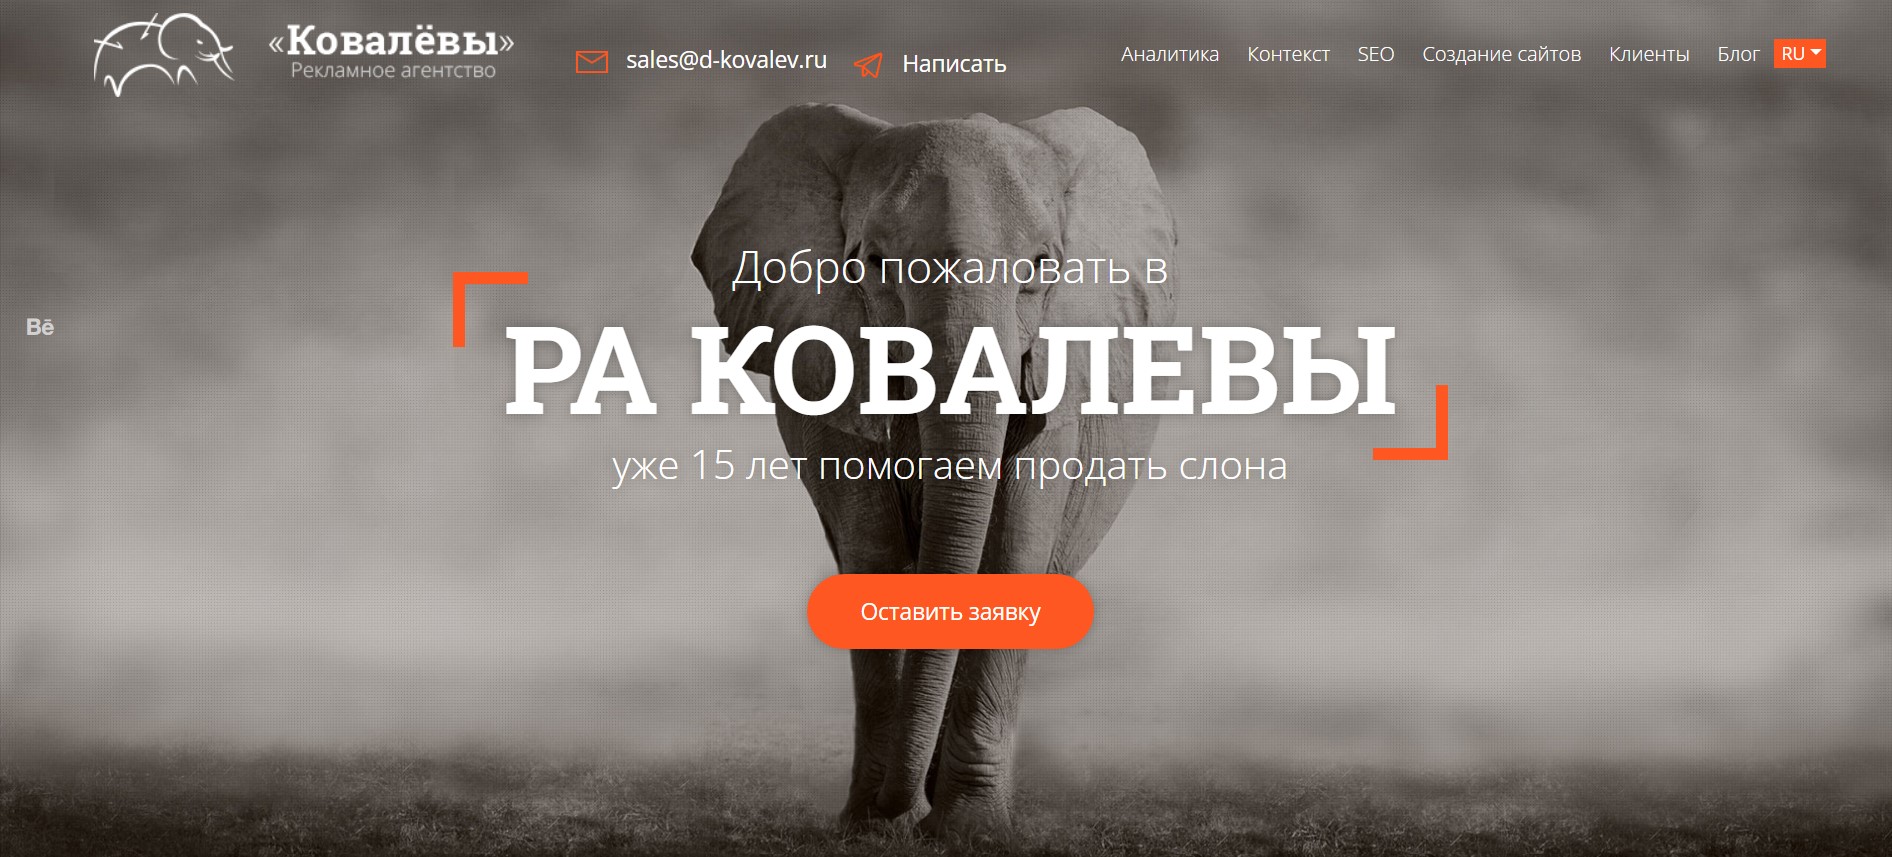 «Ковалёвы»
Рекламное агентство
sales@d-kovalev.ru
Написать
Аналитика Контекст SEO Создание сайтов Клиенты Блог RU
Добро пожаловать в
Bē
РА КОВАЛЕВЫ
уже 15 лет помогаем продать слона
Оставить заявку